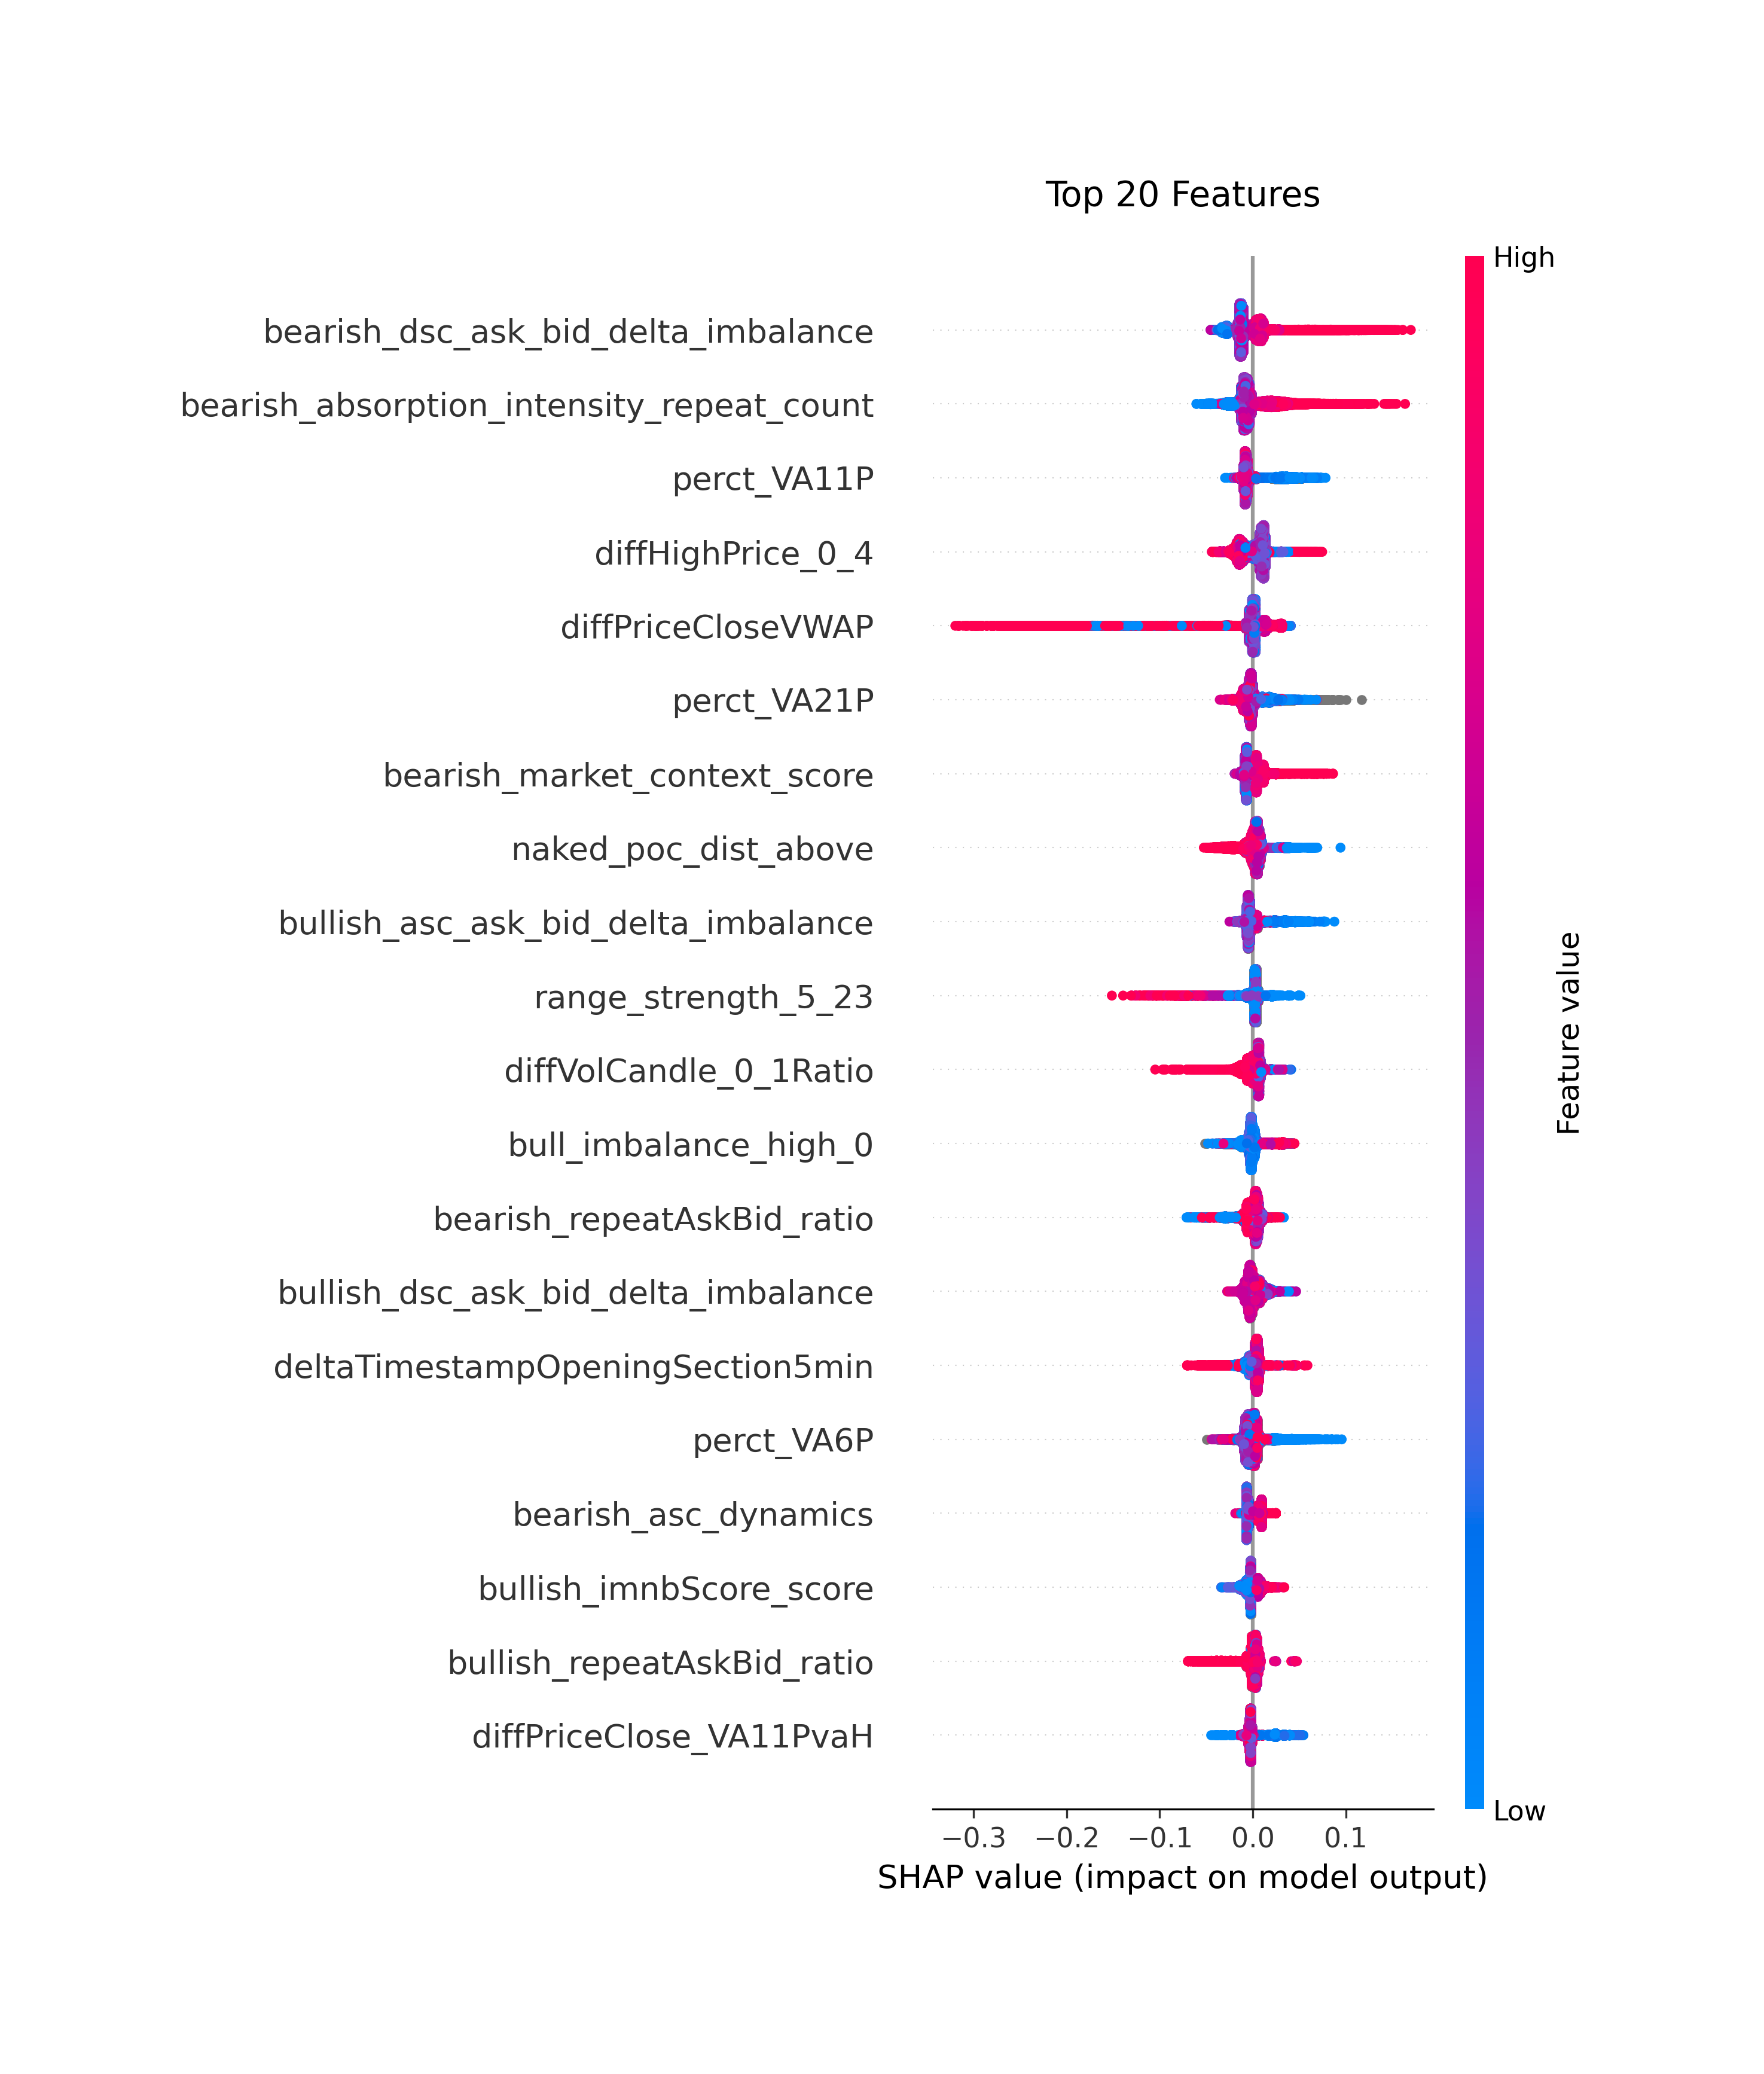 Top 20 Features
High
bearish_dsc_ask_bid_delta_imbalance
bearish_absorption_intensity_repeat_count
perct_VA11P
diffHighPrice_0_4
diffPriceCloseVWAP
perct_VA21P
bearish_market_context_score
naked_poc_dist_above
bullish_asc_ask_bid_delta_imbalance
range_strength_5_23
diffVolCandle_0_1Ratio
bull_imbalance_high_0
bearish_repeatAskBid_ratio
bullish_dsc_ask_bid_delta_imbalance
deltaTimestampOpeningSection5min
perct_VA6P
bearish_asc_dynamics
bullish_imnbScore_score
bullish_repeatAskBid_ratio
diffPriceClose_VA11PvaH
Feature value
Low
−0.3 −0.2 −0.1 0.0 0.1
SHAP value (impact on model output)